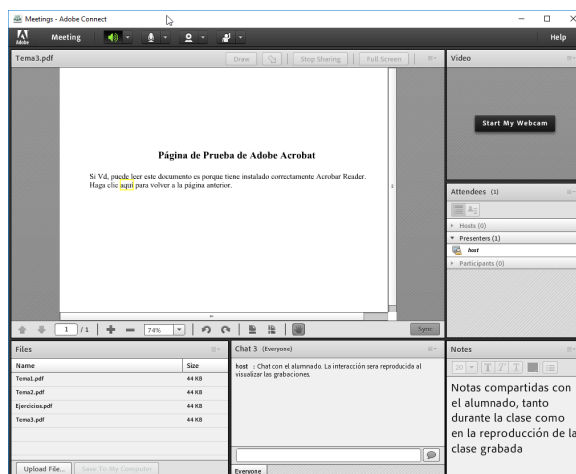 Meetings - Adobe Connect
Adobe
Meeting
Help
Tema3.pdf
Draw
Stop Sharing
Full Screen
Página de Prueba de Adobe Acrobat
Si Vd, puede leer este documento es porque tiene instalado correctamente Acrobar Reader.
Haga clic aquí para volver a la página anterior.
1 / 1
74%
Sync
Video
Start My Webcam
Attendees (1)
Hosts (0)
Presenters (1)
host
Participants (0)
Files
Name Size
Tema1.pdf 44 KB
Tema2.pdf 44 KB
Ejercicios.pdf 44 KB
Tema3.pdf 44 KB
Upload File... Save To My Computer
Chat 3 (Everyone)
host : Chat con el alumnado. La interacción sera reproducida al
visualizar las grabaciones.
Everyone
Notes
20
T T T
Notas compartidas con
el alumnado, tanto
durante la clase como
en la reproducción de la
clase grabada